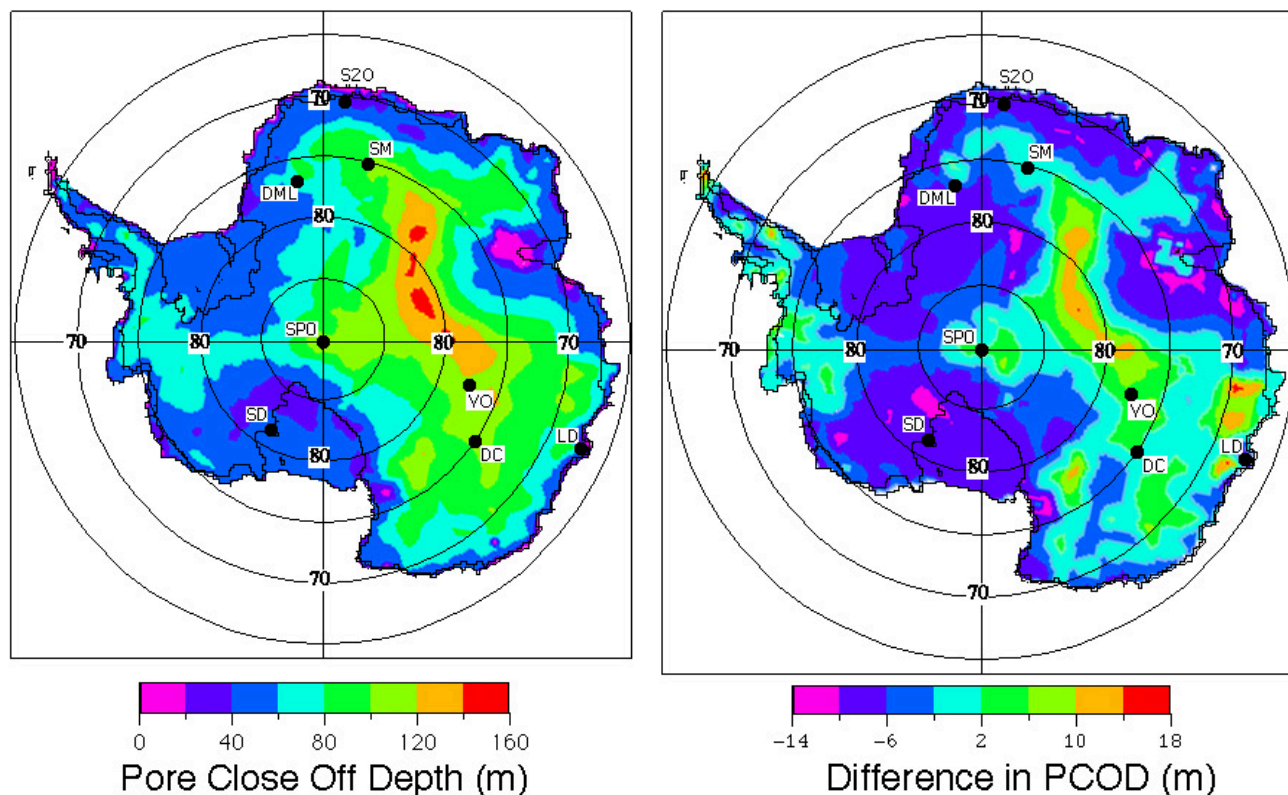 S20
70
SM
DML
80
SPO
70
80
80
70
VO
SD
LD
DC
80
70
0 40 80 120 160
Pore Close Off Depth (m)
S20
70
SM
DML
80
SPO
70
80
80
70
VO
SD
LD
DC
80
70
-14 -6 2 10 18
Difference in PCOD (m)